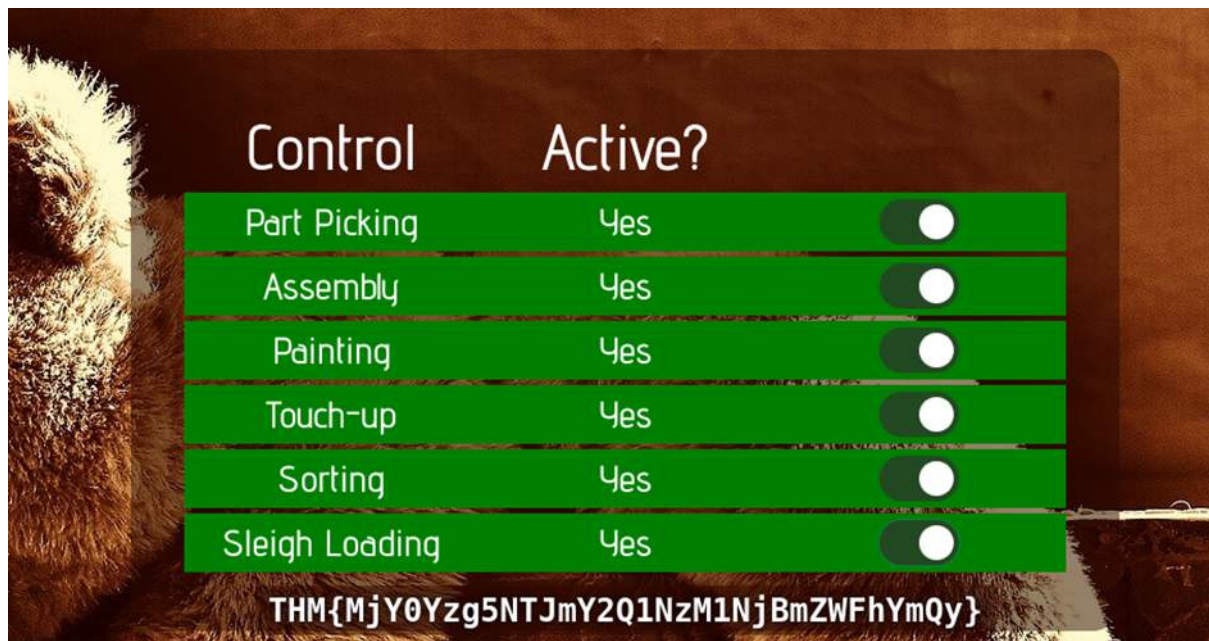 Control Active?
Part Picking Yes
Assembly Yes
Painting Yes
Touch-up Yes
Sorting Yes
Sleigh Loading Yes
THM{MjY0Yzg5NTJmY2Q1NzM1NjBmZWFhYmQy}